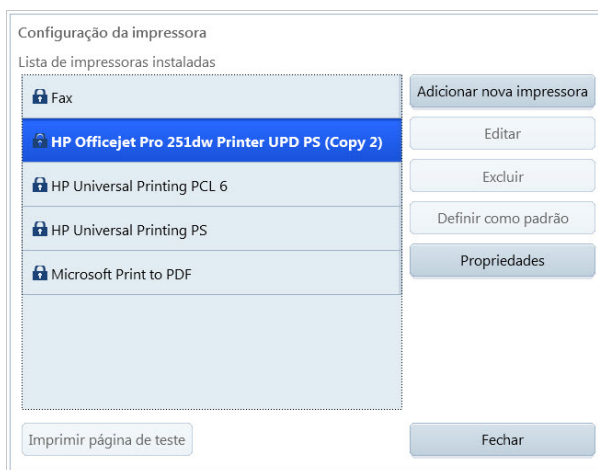 Configuração da impressora
Lista de impressoras instaladas
Fax
HP Officejet Pro 251dw Printer UPD PS (Copy 2)
HP Universal Printing PCL 6
HP Universal Printing PS
Microsoft Print to PDF
Adicionar nova impressora
Editar
Excluir
Definir como padrão
Propriedades
Imprimir página de teste
Fechar